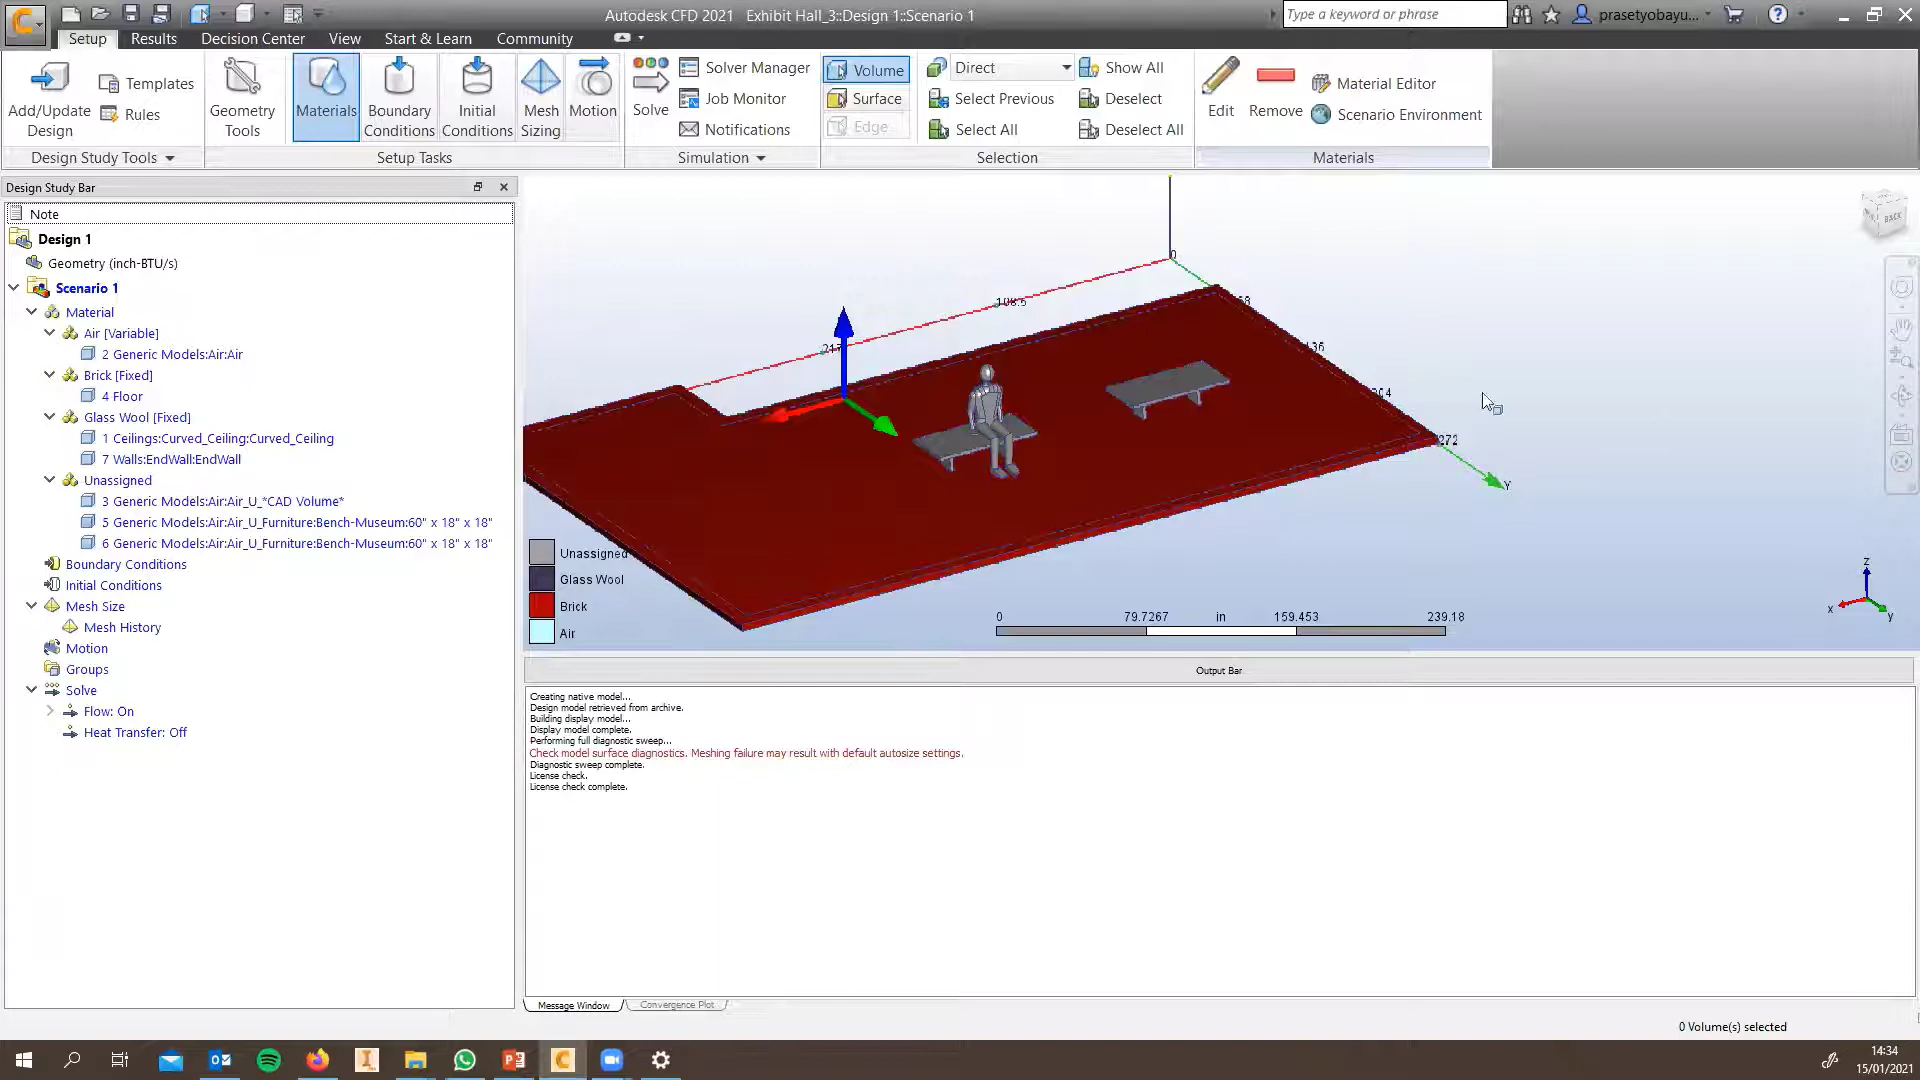 Autodesk CFD 2021 Exhibit Hall_3::Design 1::Scenario 1
Type a keyword or phrase
prasetyobayu...
Setup Results Decision Center View Start & Learn Community
Add/Update Design
Templates
Rules
Design Study Tools
Geometry Tools
Materials
Boundary Conditions
Initial Conditions
Mesh Sizing
Motion
Setup Tasks
Solve
Solver Manager
Job Monitor
Notifications
Simulation
Volume
Surface
Edge
Direct
Select Previous
Select All
Show All
Deselect
Deselect All
Selection
Edit
Remove
Material Editor
Scenario Environment
Materials
Design Study Bar
Note
Design 1
Geometry (inch-BTU/s)
Scenario 1
Material
Air [Variable]
2 Generic Models:Air:Air
Brick [Fixed]
4 Floor
Glass Wool [Fixed]
1 Ceilings:Curved_Ceiling:Curved_Ceiling
7 Walls:EndWall:EndWall
Unassigned
3 Generic Models:Air:Air_U_*CAD Volume*
5 Generic Models:Air:Air_U_Furniture:Bench-Museum:60" x 18" x 18"
6 Generic Models:Air:Air_U_Furniture:Bench-Museum:60" x 18" x 18"
Boundary Conditions
Initial Conditions
Mesh Size
Mesh History
Motion
Groups
Solve
Flow: On
Heat Transfer: Off
BACK
0
108.5
272
Y
Unassigned
Glass Wool
Brick
Air
0 79.7267 in 159.453 239.18
z
x
y
Output Bar
Creating native model...
Design model retrieved from archive.
Building display model...
Display model complete.
Performing full diagnostic sweep...
Check model surface diagnostics. Meshing failure may result with default autosize settings.
Diagnostic sweep complete.
License check.
License check complete.
Message Window Convergence Plot
0 Volume(s) selected
14:34
15/01/2021